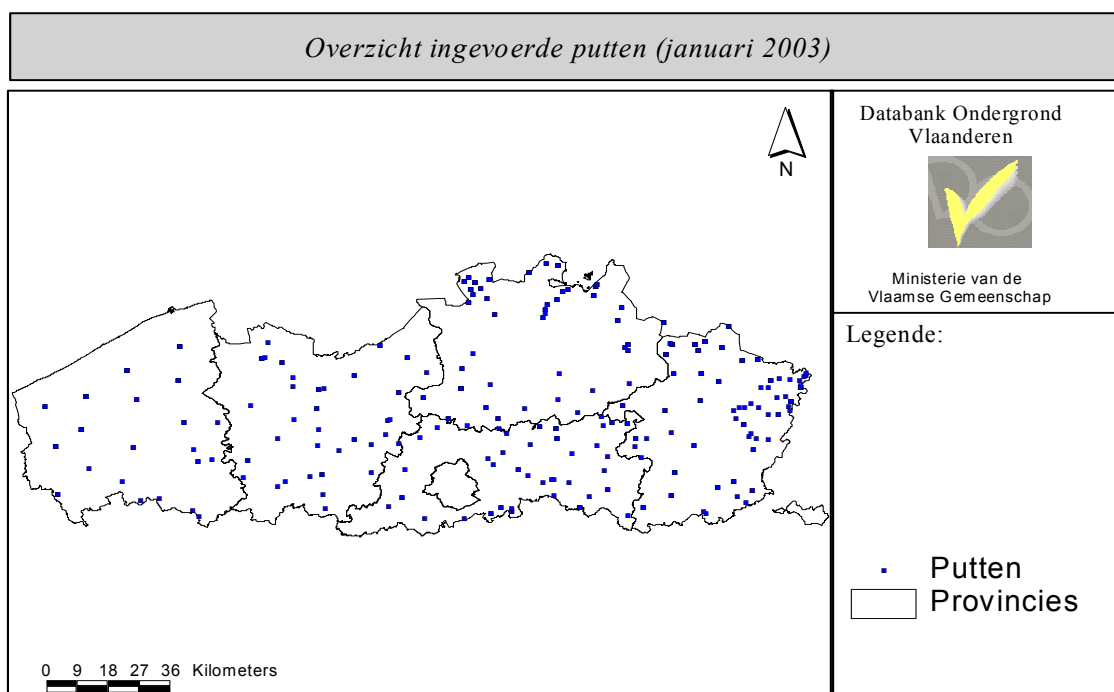 Overzicht ingevoerde putten (januari 2003)
N
Databank Ondergrond
Vlaanderen
Ministerie van de
Vlaamse Gemeenschap
Legende:
Putten
Provincies
0 9 18 27 36 Kilometers